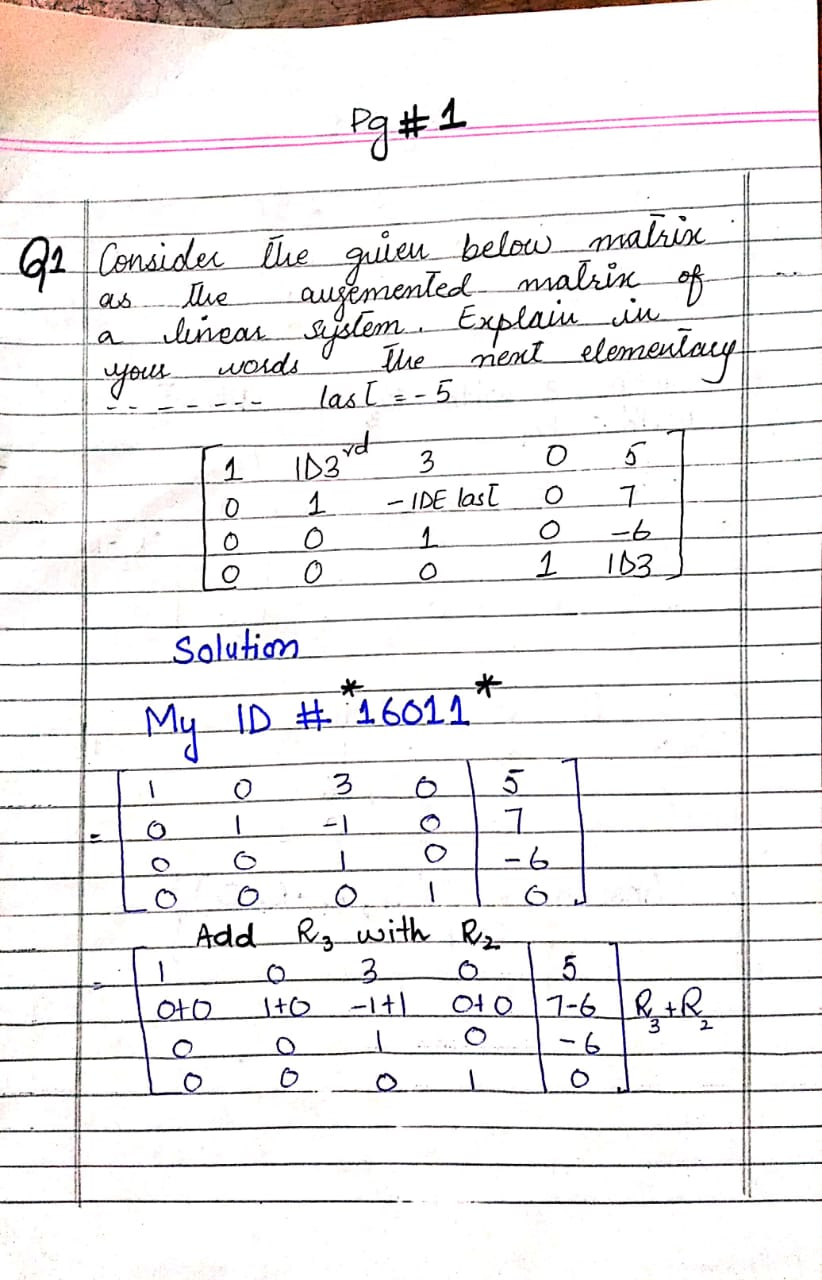 Pg # 1
Q1 Consider the given below matrix
as the augemented matrix of
a linear system. Explain in
your words the next elementary
-- -- -- -- -- last = -5
1 ID3rd 3 0 5
0 1 -IDE last 0 7
0 0 1 0 -6
0 0 0 1 ID3
Solution
My ID # *16011*
1 0 3 0 5
= 0 1 -1 0 7
0 0 1 0 -6
0 0 0 1 0
Add R3 with R2
= 1 0 3 0 5
0+0 1+0 -1+1 0+0 7-6 R3+R2
0 0 1 0 -6
0 0 0 1 0